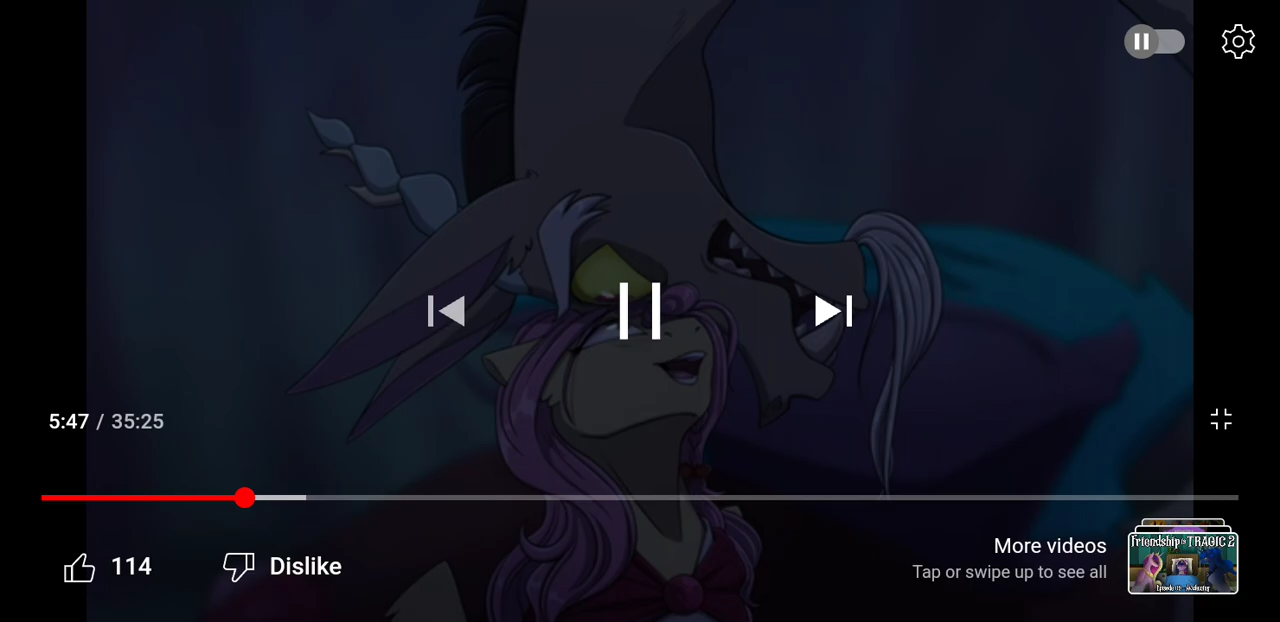 5:47 / 35:25
114
Dislike
More videos
Tap or swipe up to see all
Friendship is TRAGIC 2